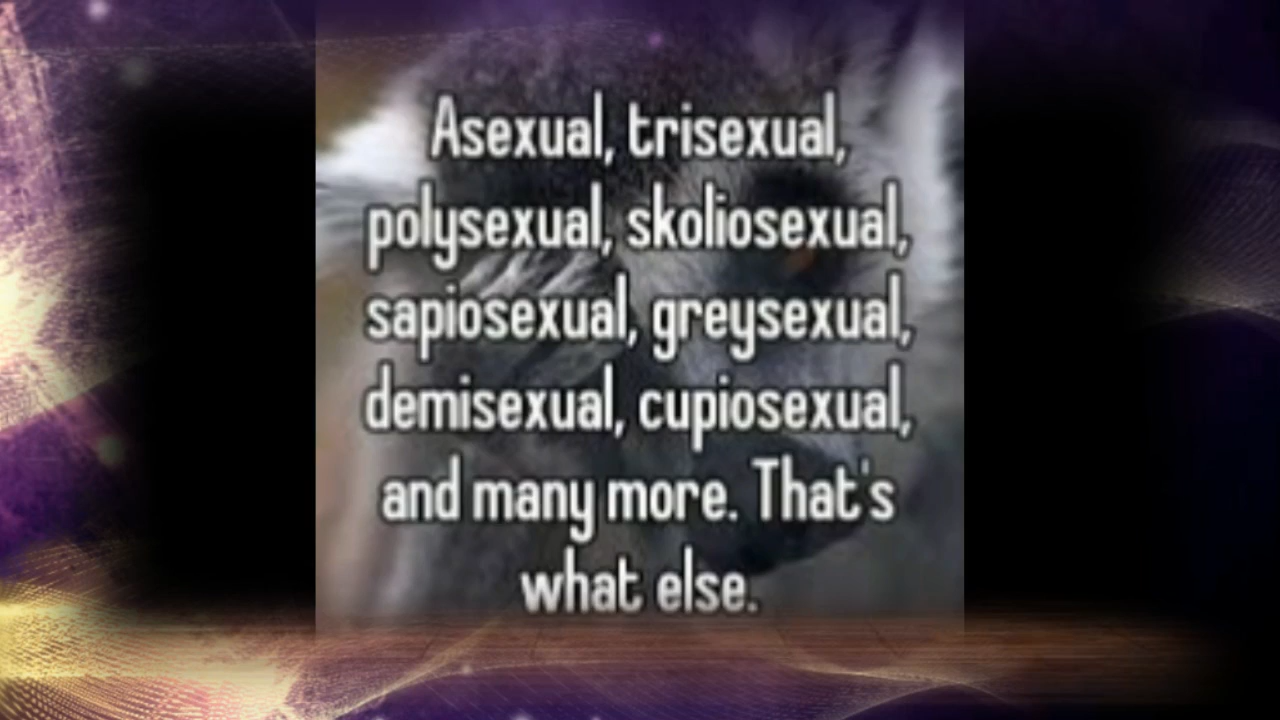 Asexual, trisexual,
polysexual, skoliosexual,
sapiosexual, greysexual,
demisexual, cupiosexual,
and many more. That's
what else.